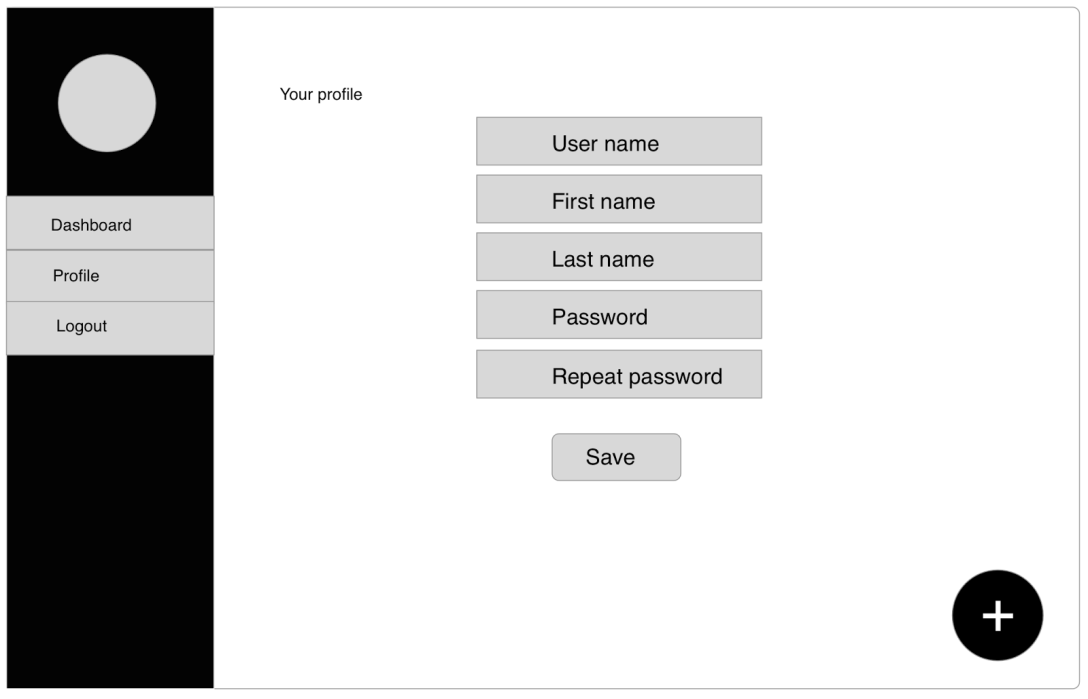 Dashboard
Profile
Logout
Your profile
User name
First name
Last name
Password
Repeat password
Save
+